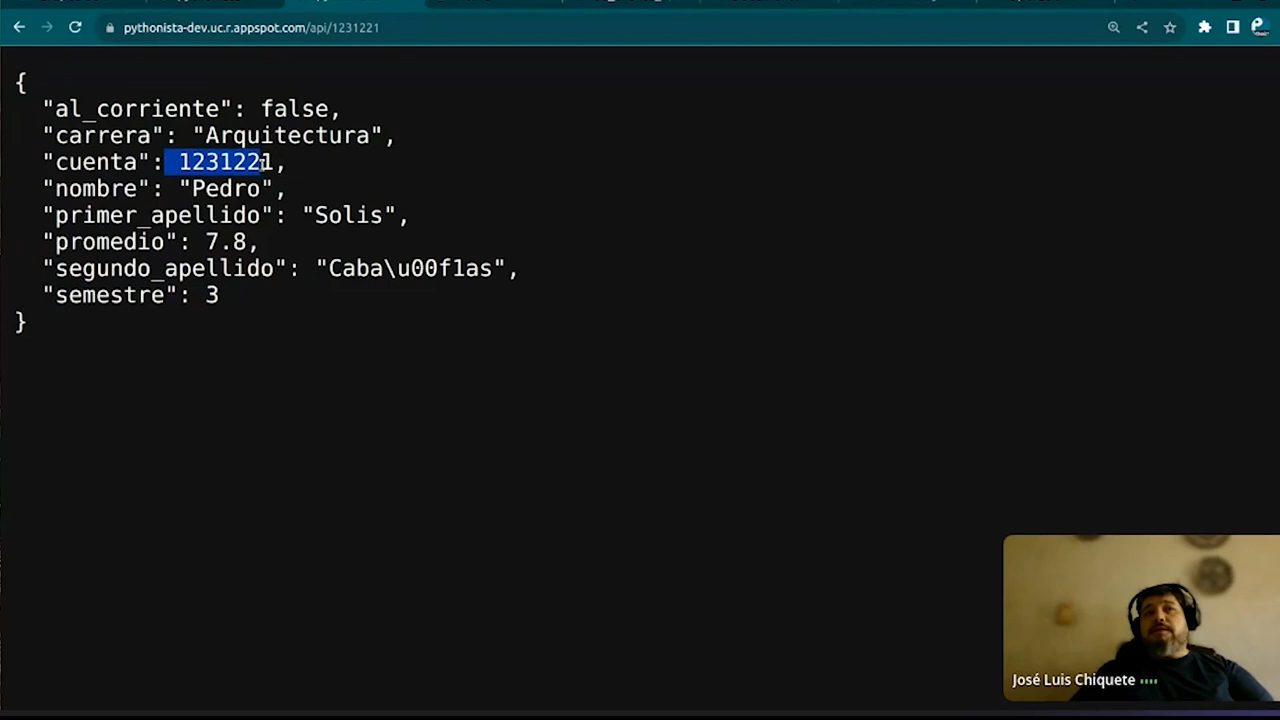 pythonista-dev.uc.r.appspot.com/api/1231221
{
"al_corriente": false,
"carrera": "Arquitectura",
"cuenta": 1231221,
"nombre": "Pedro",
"primer_apellido": "Solis",
"promedio": 7.8,
"segundo_apellido": "Caba\u00f1as",
"semestre": 3
}
José Luis Chiquete